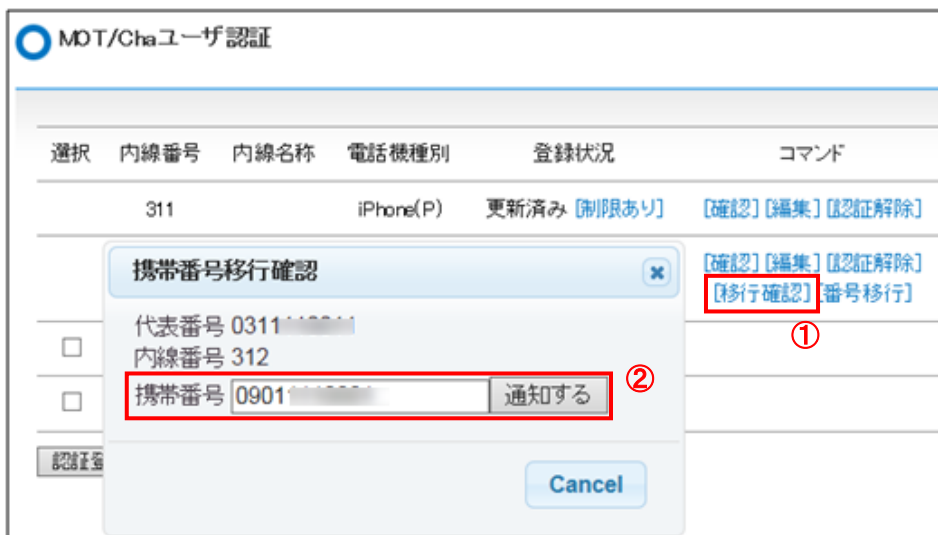 MOT/Chaユーザ認証
選択 内線番号 内線名称 電話機種別 登録状況 コマンド
311 iPhone(P) 更新済み [制限あり] [確認] [編集] [認証解除]
[確認] [編集] [認証解除]
[移行確認] [番号移行]
①
携帯番号移行確認
代表番号 0311
内線番号 312
携帯番号 0901 通知する ②
認証
Cancel